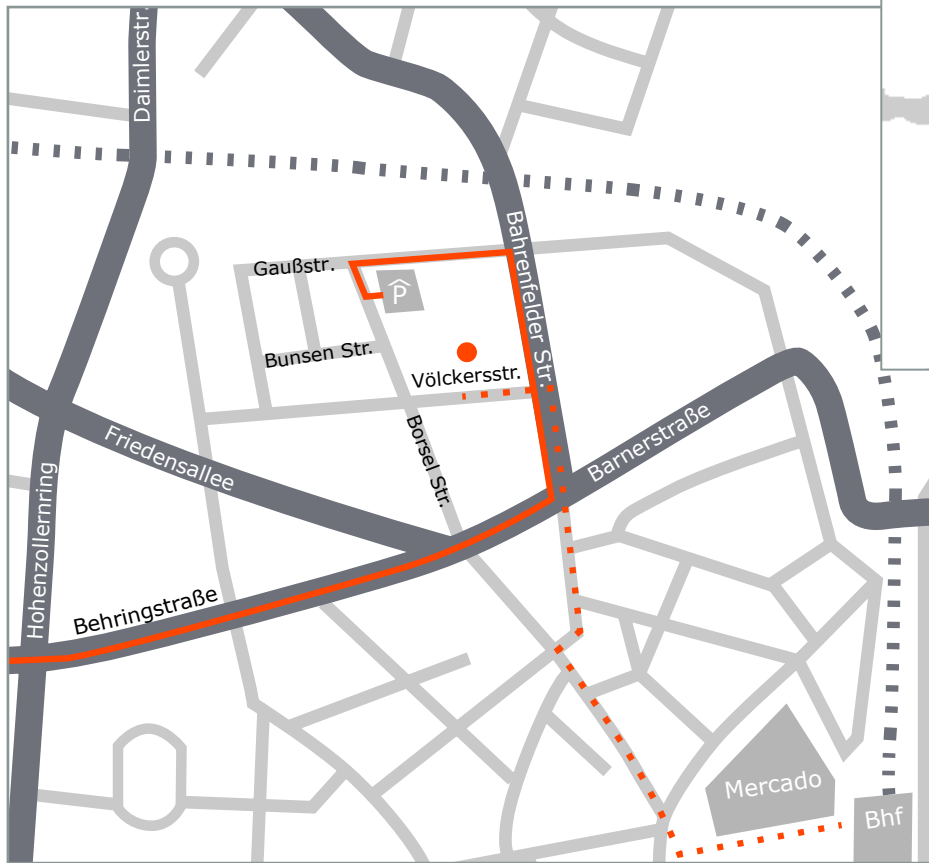 Daimlerstr.
Bahrenfelder Str.
Gaußstr.
P
Bunsen Str.
Völckersstr.
Borsel Str.
Barnerstraße
Friedensallee
Hohenzollernring
Behringstraße
Mercado
Bhf